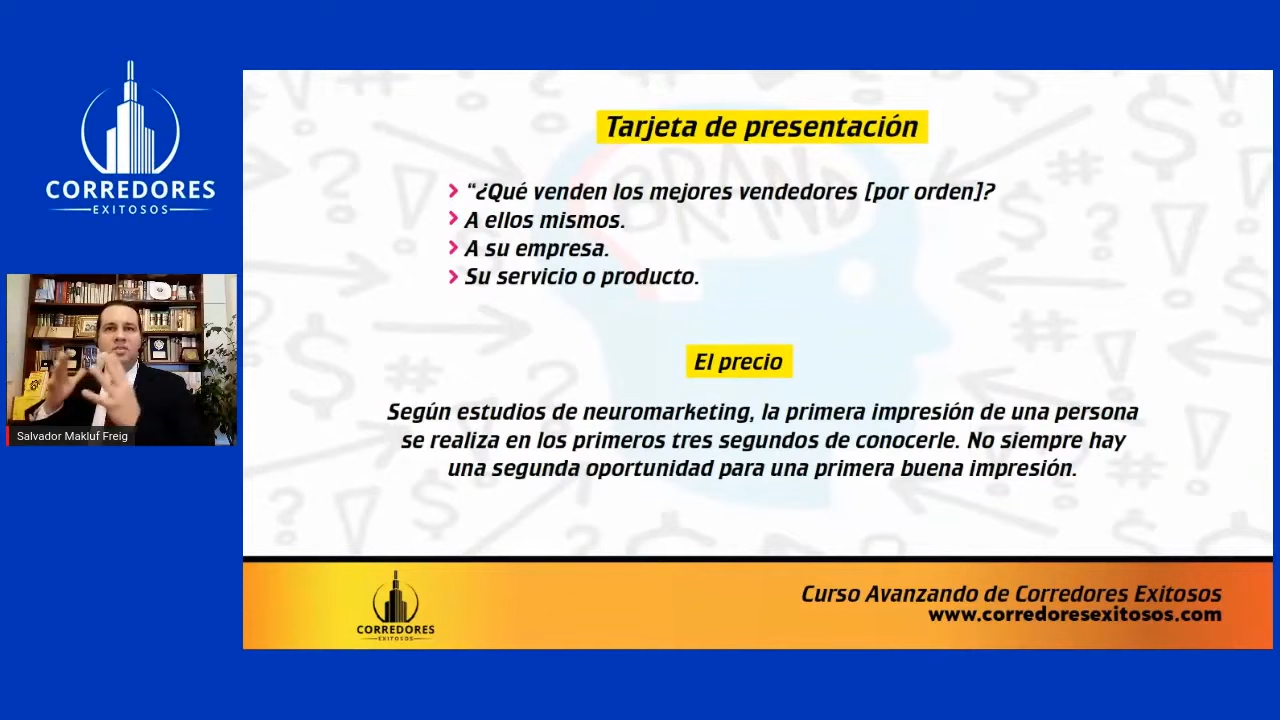 CORREDORES
EXITOSOS
Salvador Makluf Freig
Tarjeta de presentación
“¿Qué venden los mejores vendedores [por orden]?
A ellos mismos.
A su empresa.
Su servicio o producto.
BRAND
El precio
Según estudios de neuromarketing, la primera impresión de una persona
se realiza en los primeros tres segundos de conocerle. No siempre hay
una segunda oportunidad para una primera buena impresión.
CORREDORES
EXITOSOS
Curso Avanzando de Corredores Exitosos
www.corredoresexitosos.com